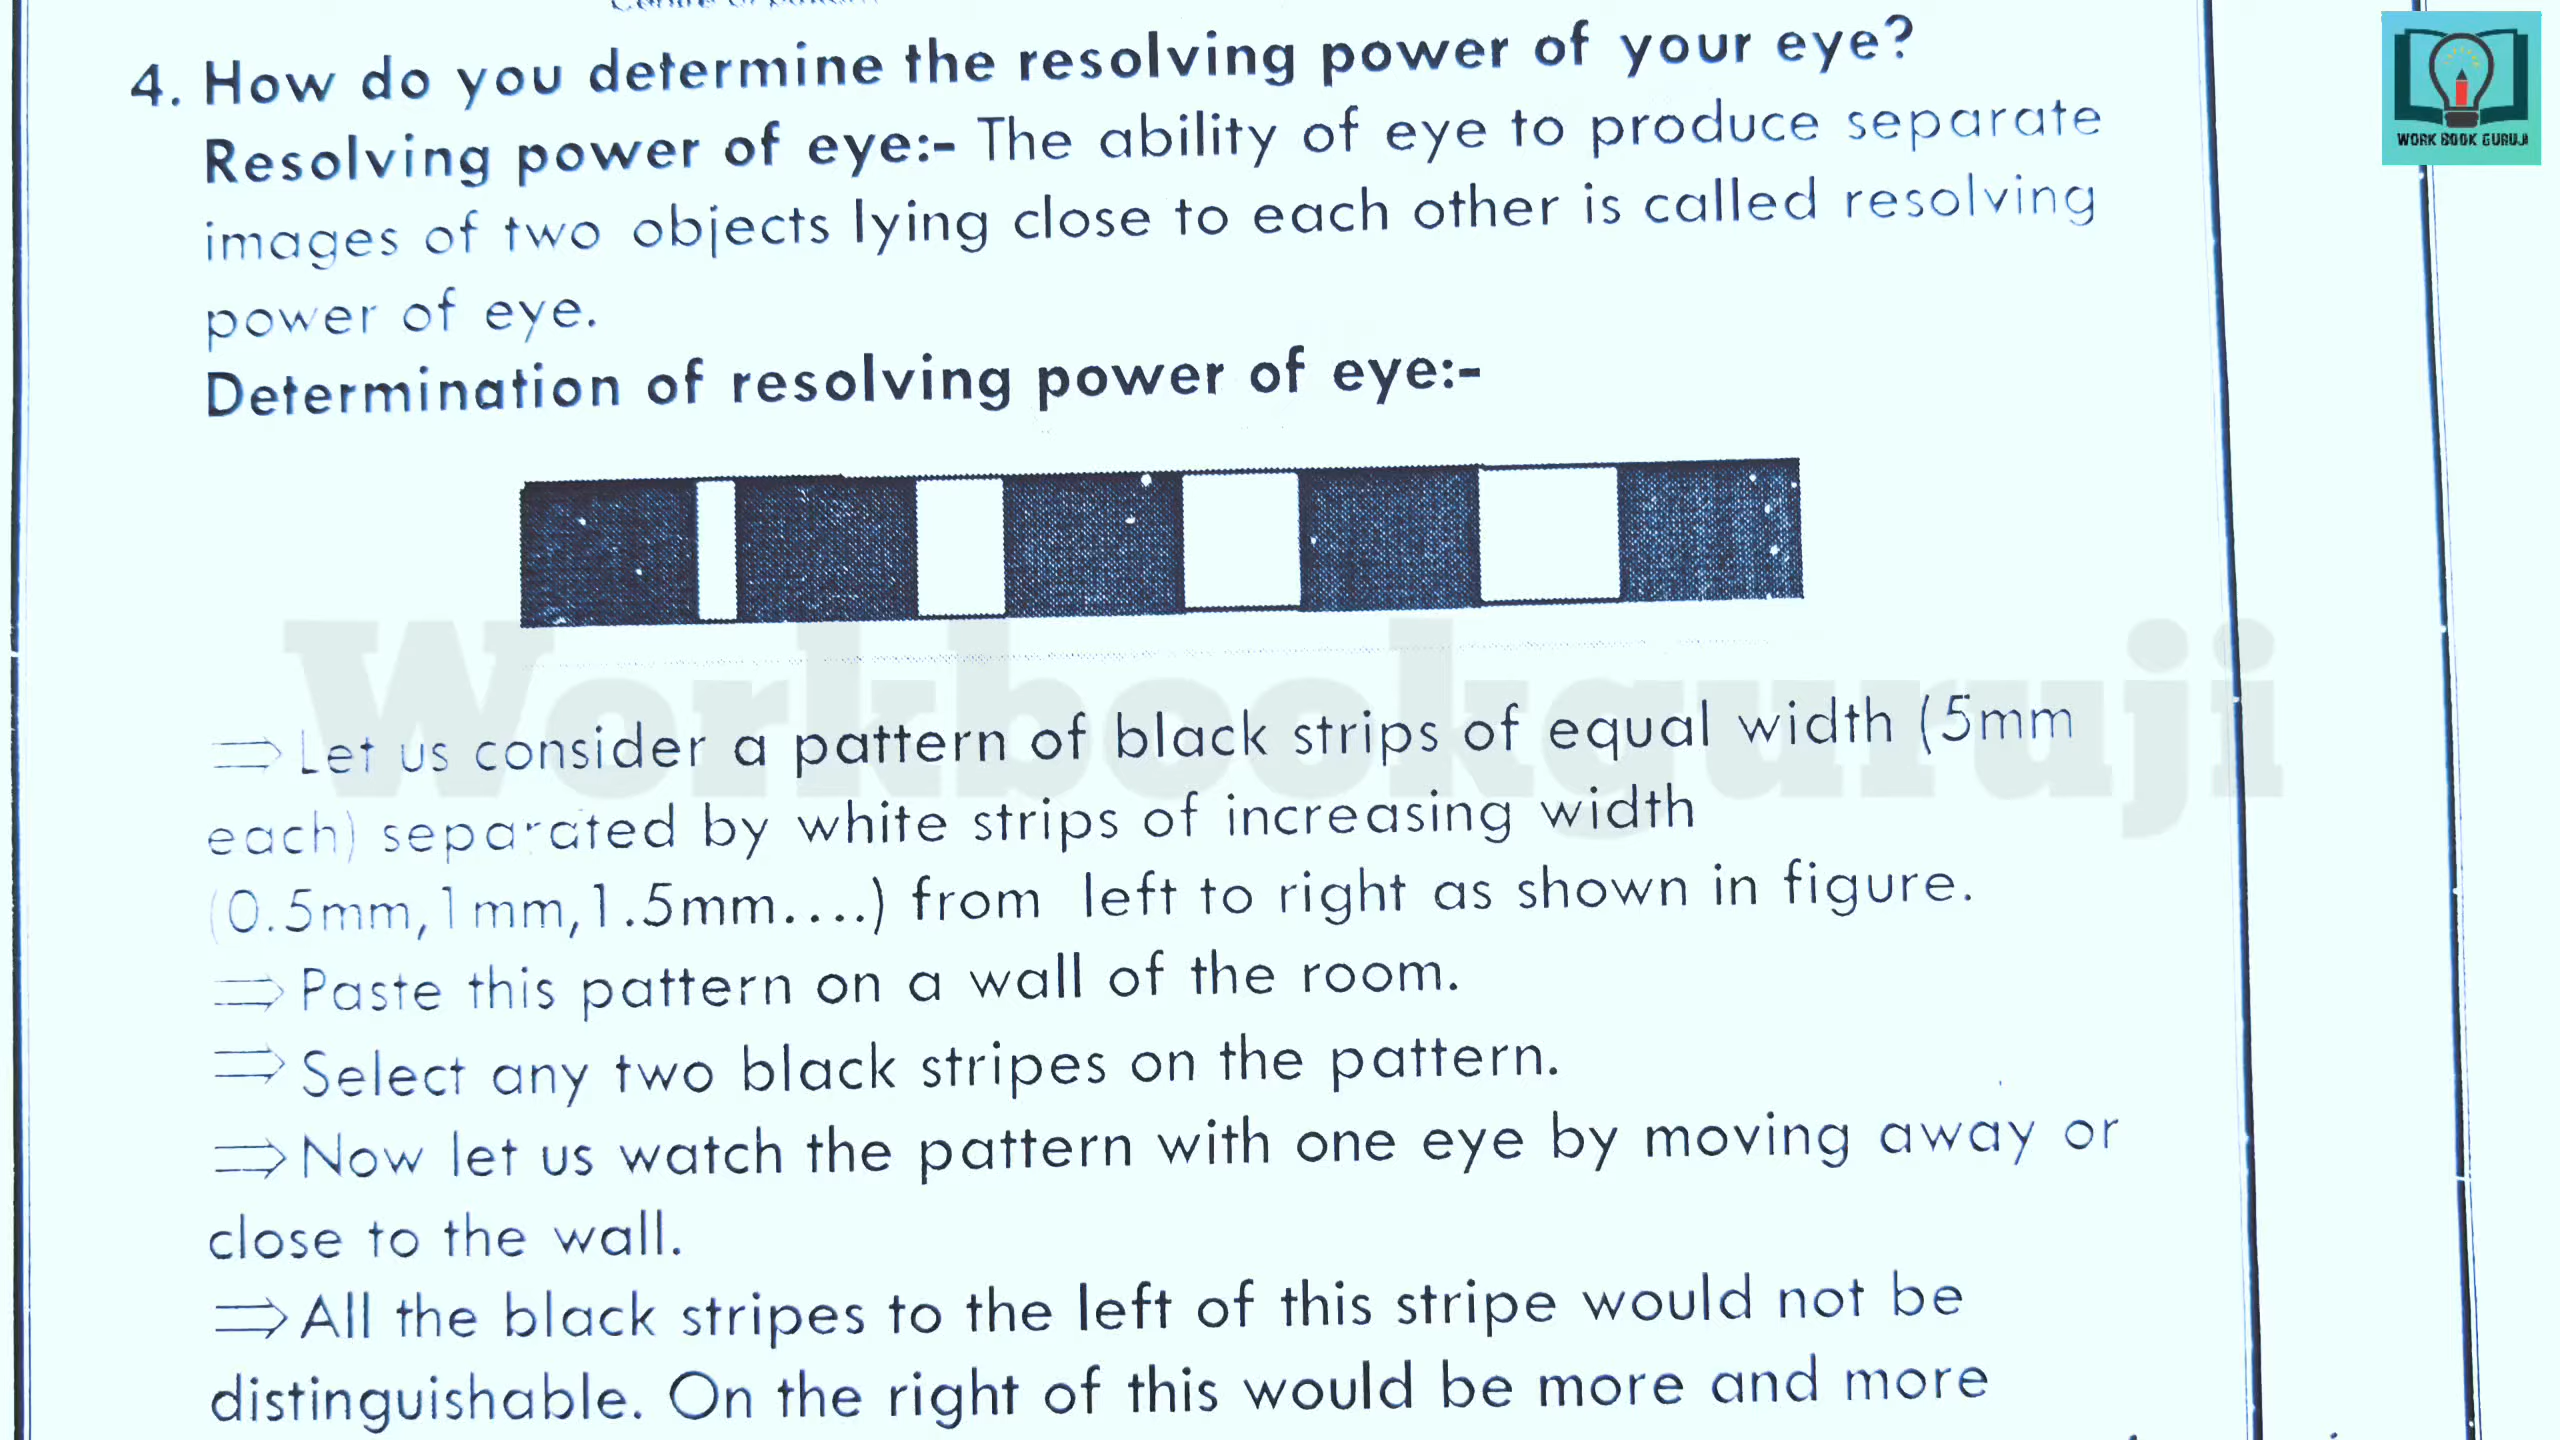 4. How do you determine the resolving power of your eye?
Resolving power of eye:- The ability of eye to produce separate
images of two objects lying close to each other is called resolving
power of eye.
Determination of resolving power of eye:-
⇒ Let us consider a pattern of black strips of equal width (5mm
each) separated by white strips of increasing width
(0.5mm,1mm,1.5mm....) from left to right as shown in figure.
⇒ Paste this pattern on a wall of the room.
⇒ Select any two black stripes on the pattern.
⇒ Now let us watch the pattern with one eye by moving away or
close to the wall.
⇒ All the black stripes to the left of this stripe would not be
distinguishable. On the right of this would be more and more
WORK BOOK GURUJI
Workbookguruji